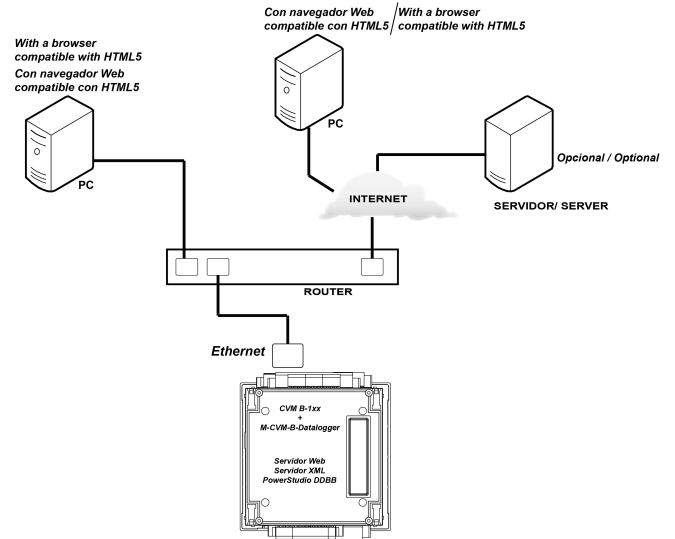 Con navegador Web / With a browser
compatible con HTML5 / compatible with HTML5
With a browser
compatible with HTML5
Con navegador Web
compatible con HTML5
PC
PC
Opcional / Optional
INTERNET
SERVIDOR/ SERVER
ROUTER
Ethernet
CVM B-1xx
+
M-CVM-B-Datalogger
Servidor Web
Servidor XML
PowerStudio DDBB